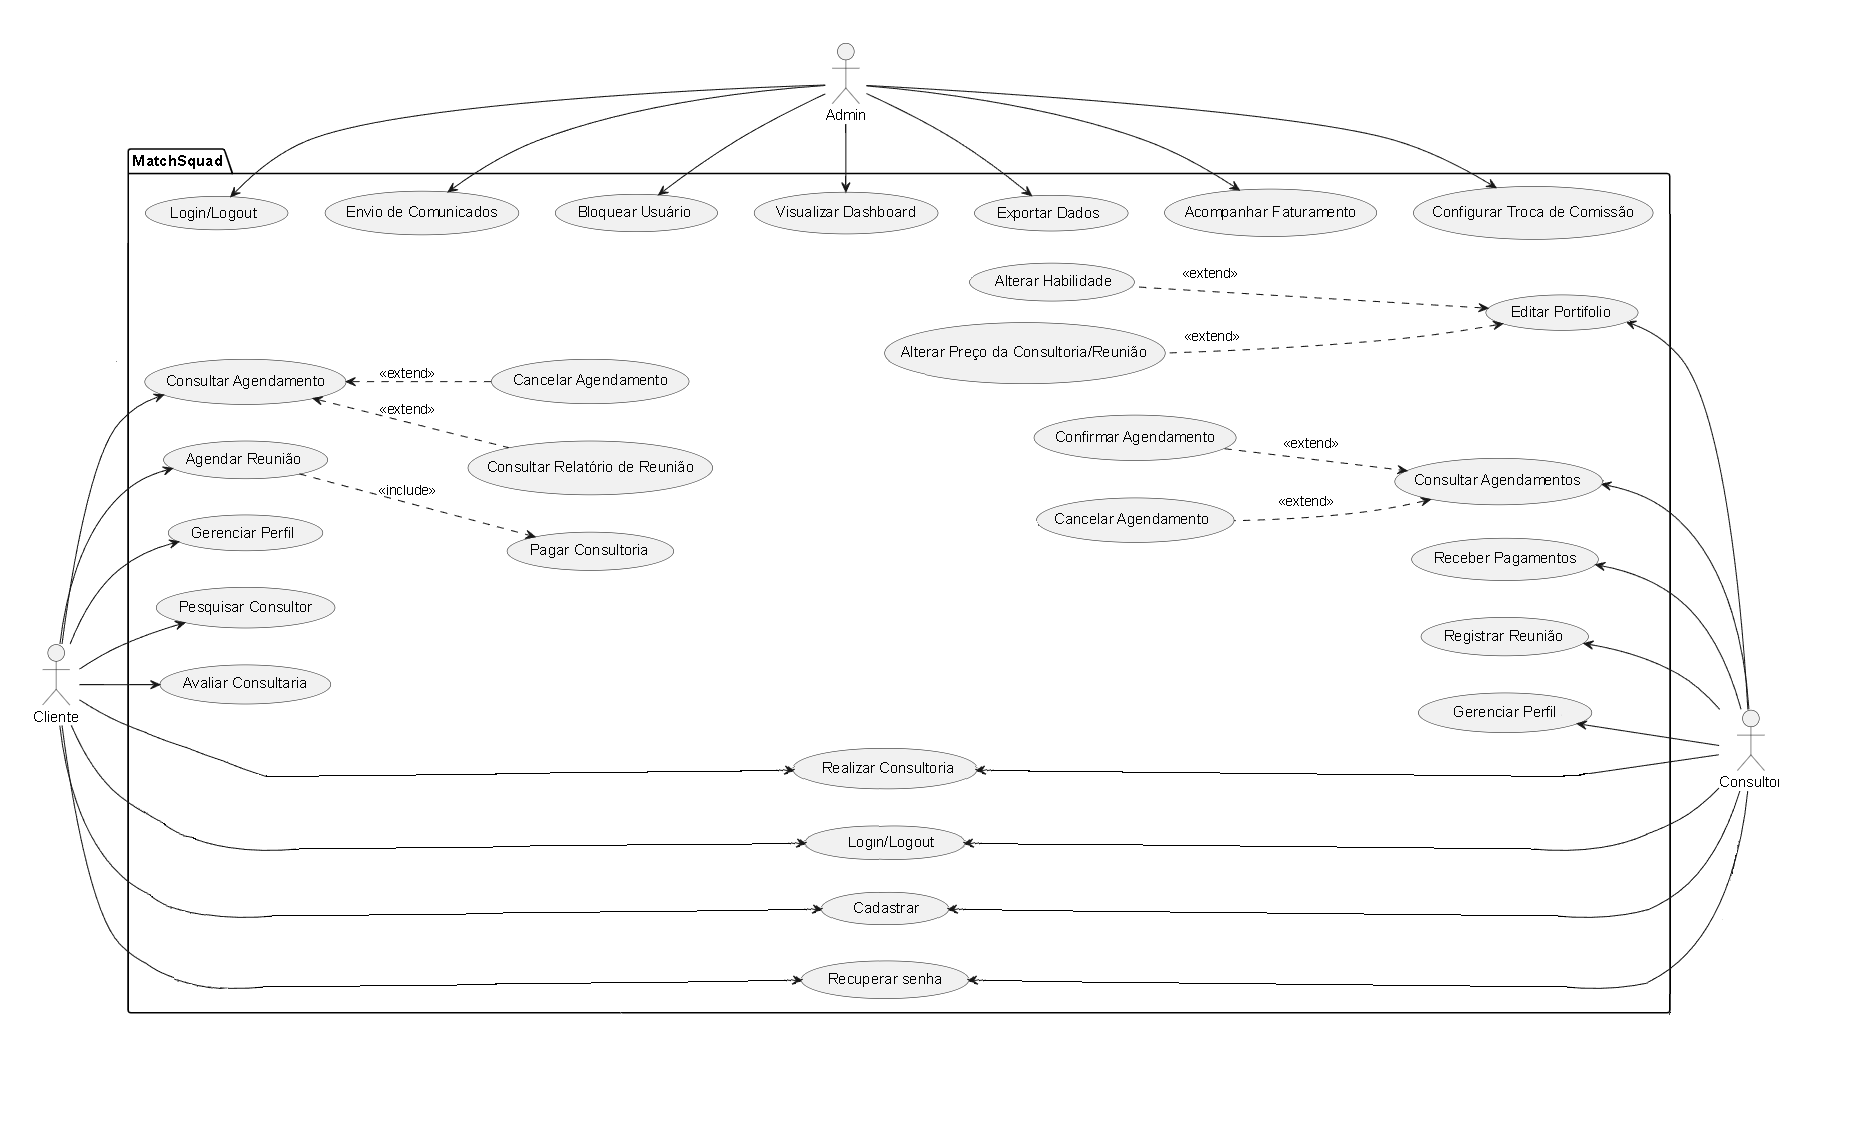 Admin
MatchSquad
Login/Logout
Envio de Comunicados
Bloquear Usuário
Visualizar Dashboard
Exportar Dados
Acompanhar Faturamento
Configurar Troca de Comissão
Alterar Habilidade
«extend»
Editar Portifolio
Alterar Preço da Consultoria/Reunião
«extend»
Consultar Agendamento
«extend»
Cancelar Agendamento
«extend»
Consultar Relatório de Reunião
Agendar Reunião
«include»
Pagar Consultoria
Gerenciar Perfil
Pesquisar Consultor
Avaliar Consultaria
Cliente
Confirmar Agendamento
«extend»
Consultar Agendamentos
Cancelar Agendamento
«extend»
Receber Pagamentos
Registrar Reunião
Gerenciar Perfil
Consultor
Realizar Consultoria
Login/Logout
Cadastrar
Recuperar senha